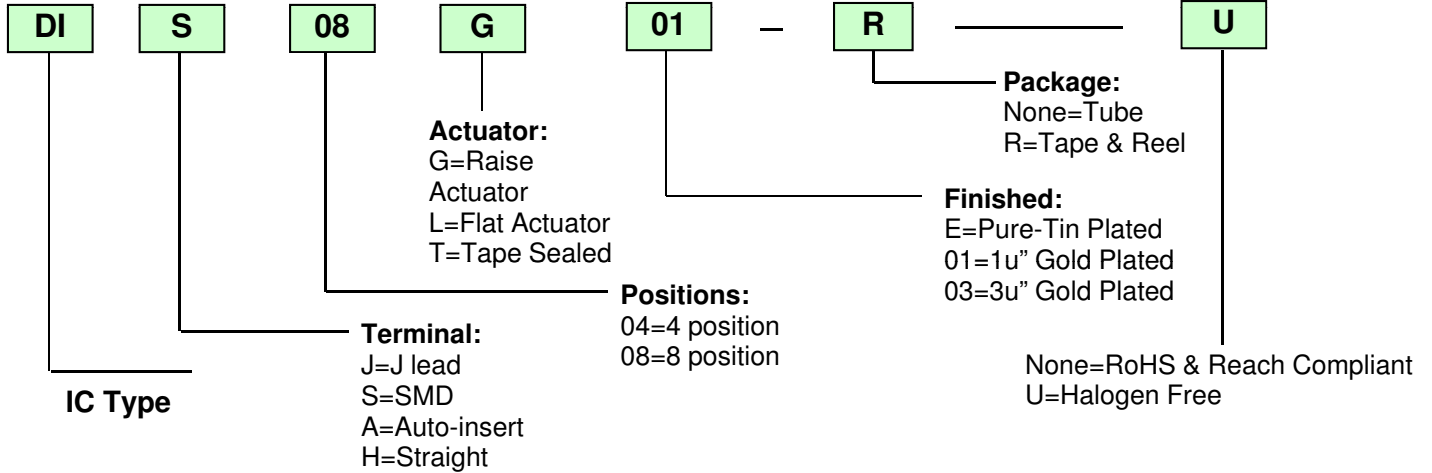 DI S 08 G 01 – R U
Package:
None=Tube
R=Tape & Reel
Actuator:
G=Raise
Actuator
L=Flat Actuator
T=Tape Sealed
Finished:
E=Pure-Tin Plated
01=1u” Gold Plated
03=3u” Gold Plated
Positions:
04=4 position
08=8 position
Terminal:
J=J lead
S=SMD
A=Auto-insert
H=Straight
None=RoHS & Reach Compliant
U=Halogen Free
IC Type